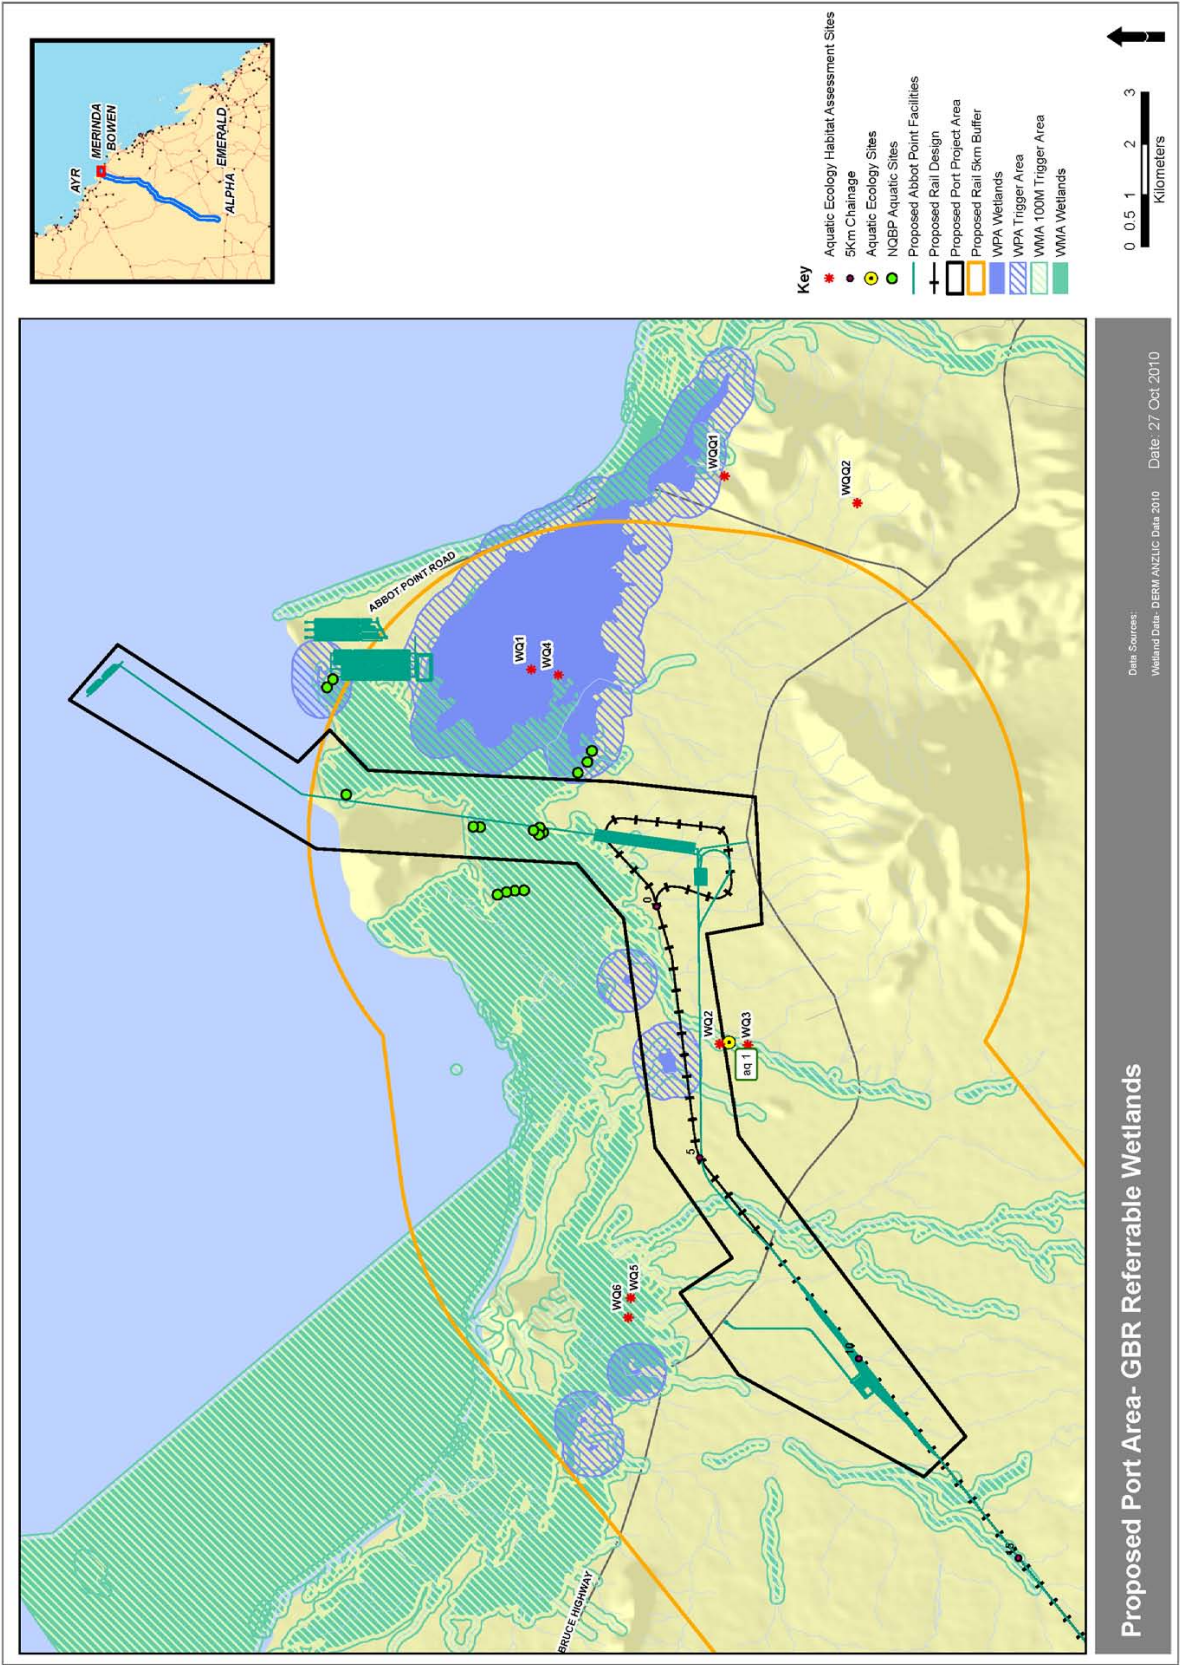 AYR
MERINDA
BOWEN
EMERALD
ALPHA
Key
Aquatic Ecology Habitat Assessment Sites
5Km Chainage
Aquatic Ecology Sites
NQBP Aquatic Sites
Proposed Abbot Point Facilities
Proposed Rail Design
Proposed Port Project Area
Proposed Rail 5km Buffer
WPA Wetlands
WPA Trigger Area
WMA 100M Trigger Area
WMA Wetlands
0 0.5 1 2 3
Kilometers
ABBOT POINT ROAD
WQ1
WQ4
WQQ1
WQQ2
0
WQ2
WQ3
aq 1
5
WQ6
WQ5
10
15
BRUCE HIGHWAY
Proposed Port Area- GBR Referrable Wetlands
Data Sources:
Wetland Data- DERM ANZLIC Data 2010
Date: 27 Oct 2010